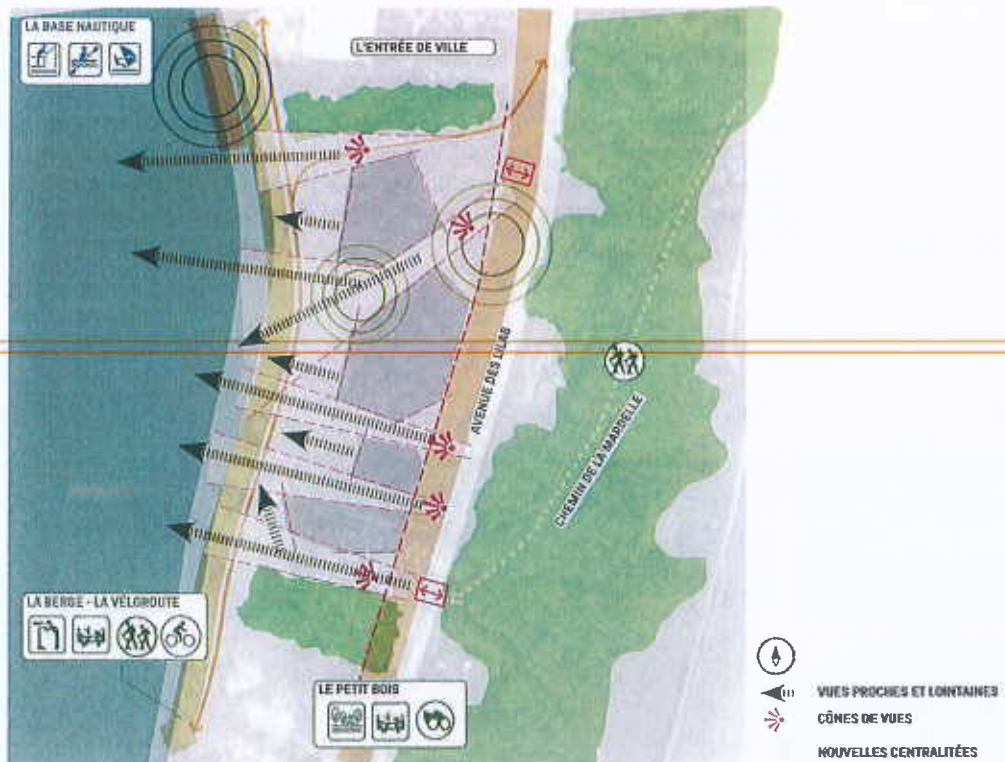 LA BASE NAUTIQUE
L'ENTRÉE DE VILLE
AVENUE DES LILAS
CHEMIN DE LA MARDELLE
LA BERGE - LA VÉLOROUTE
LE PETIT BOIS
VUES PROCHES ET LOINTAINES
CÔNES DE VUES
NOUVELLES CENTRALITÉES